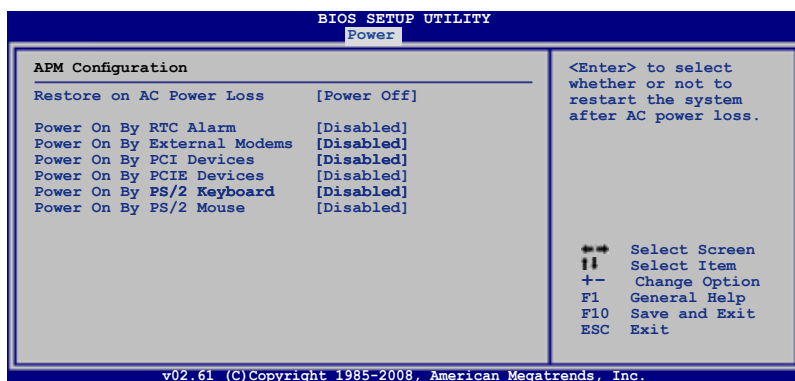 BIOS SETUP UTILITY
Power
APM Configuration
Restore on AC Power Loss [Power Off]
Power On By RTC Alarm [Disabled]
Power On By External Modems [Disabled]
Power On By PCI Devices [Disabled]
Power On By PCIE Devices [Disabled]
Power On By PS/2 Keyboard [Disabled]
Power On By PS/2 Mouse [Disabled]
<Enter> to select
whether or not to
restart the system
after AC power loss.
Select Screen
Select Item
+- Change Option
F1 General Help
F10 Save and Exit
ESC Exit
v02.61 (C)Copyright 1985-2008, American Megatrends, Inc.